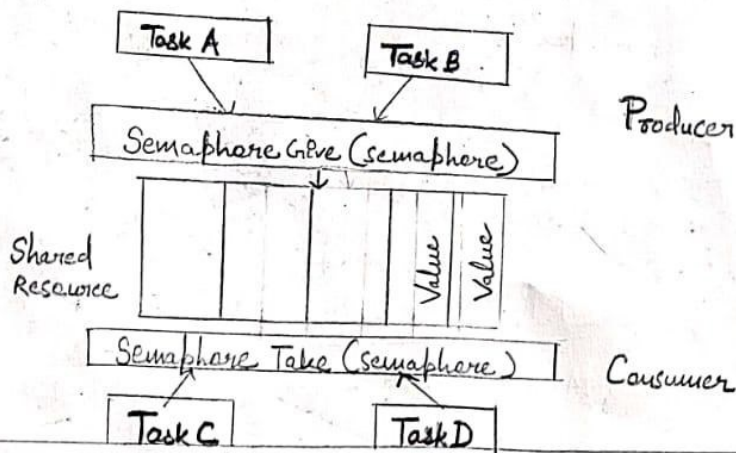 Task A
Task B
Producer
Semaphore Give (semaphore)
Shared
Resource
Value
Value
Semaphore Take (semaphore)
Consumer
Task C
Task D